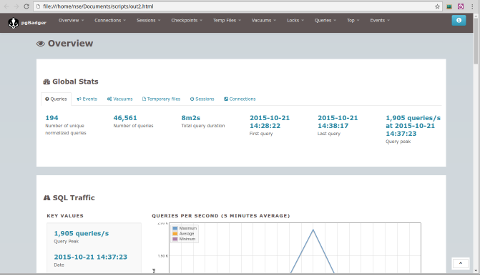 file:///home/nse/Documents/scripts/out2.html
pgBadger
Overview
Connections
Sessions
Checkpoints
Temp Files
Vacuums
Locks
Queries
Top
Events
Overview
Global Stats
Queries
Events
Vacuums
Temporary files
Sessions
Connections
194
Number of unique
normalized queries
46,561
Number of queries
8m2s
Total query duration
2015-10-21
14:28:22
First query
2015-10-21
14:38:17
Last query
1,905 queries/s
at 2015-10-21
14:37:23
Query peak
SQL Traffic
KEY VALUES
1,905 queries/s
Query Peak
2015-10-21 14:37:23
Date
QUERIES PER SECOND (5 MINUTES AVERAGE)
Maximum
Average
Minimum